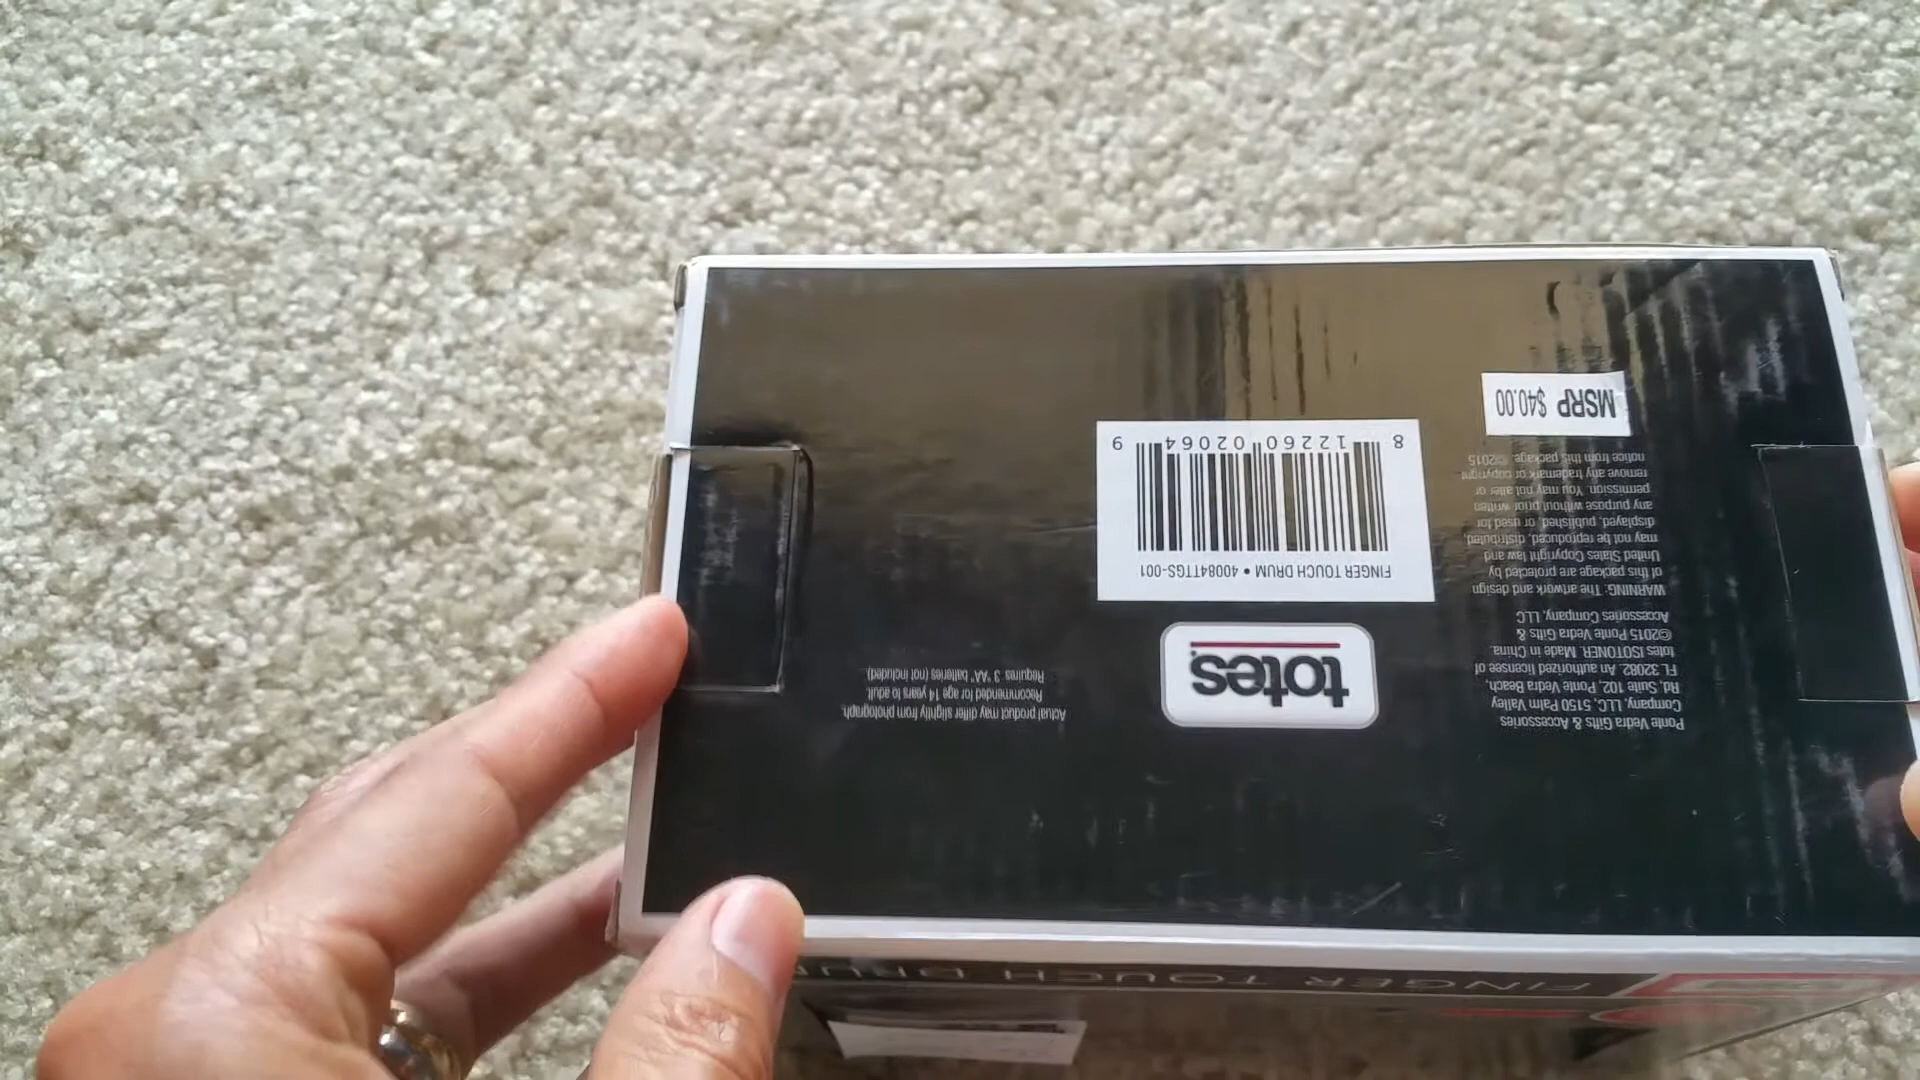 Ponte Vedra Gifts & Accessories
Company, LLC, 5150 Palm Valley
Rd, Suite 102, Ponte Vedra Beach,
FL 32082. An authorized licensee of
totes ISOTONER. Made in China.
©2015 Ponte Vedra Gifts &
Accessories Company, LLC
WARNING: The artwork and design
of this package are protected by
United States Copyright law and
may not be reproduced, distributed,
displayed, published, or used for
any purpose without prior written
permission. You may not alter or
remove any trademark or copyright
notice from this package. ©2015
MSRP $40.00
totes
FINGER TOUCH DRUM • 40084TTGS-001
8 12260 02064 9
Actual product may differ slightly from photograph.
Recommended for age 14 years to adult.
Requires 3 "AA" batteries (not included).
FINGER TOUCH DRUM